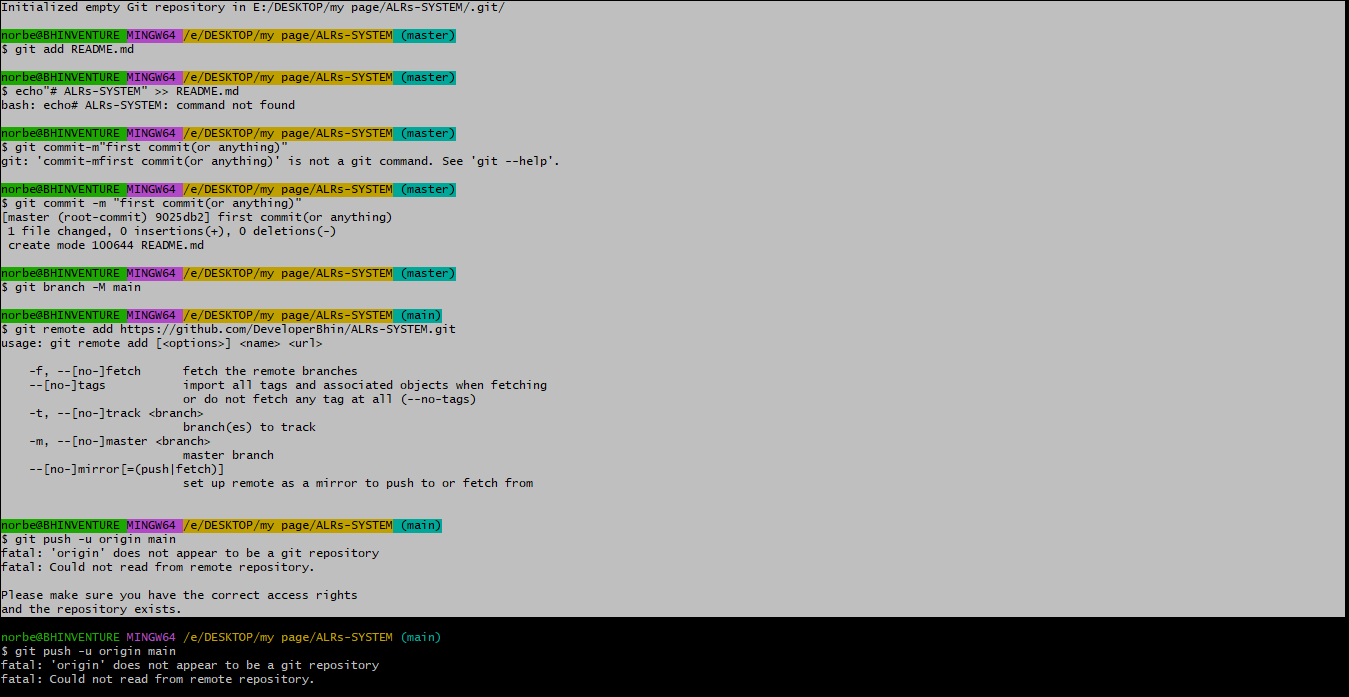 Initialized empty Git repository in E:/DESKTOP/my page/ALRs-SYSTEM/.git/
norbe@BHINVENTURE MINGW64 /e/DESKTOP/my page/ALRs-SYSTEM (master)
$ git add README.md
norbe@BHINVENTURE MINGW64 /e/DESKTOP/my page/ALRs-SYSTEM (master)
$ echo"# ALRs-SYSTEM" >> README.md
bash: echo# ALRs-SYSTEM: command not found
norbe@BHINVENTURE MINGW64 /e/DESKTOP/my page/ALRs-SYSTEM (master)
$ git commit-m"first commit(or anything)"
git: 'commit-mfirst commit(or anything)' is not a git command. See 'git --help'.
norbe@BHINVENTURE MINGW64 /e/DESKTOP/my page/ALRs-SYSTEM (master)
$ git commit -m "first commit(or anything)"
[master (root-commit) 9025db2] first commit(or anything)
 1 file changed, 0 insertions(+), 0 deletions(-)
 create mode 100644 README.md
norbe@BHINVENTURE MINGW64 /e/DESKTOP/my page/ALRs-SYSTEM (master)
$ git branch -M main
norbe@BHINVENTURE MINGW64 /e/DESKTOP/my page/ALRs-SYSTEM (main)
$ git remote add https://github.com/DeveloperBhin/ALRs-SYSTEM.git
usage: git remote add [<options>] <name> <url>
    -f, --[no-]fetch      fetch the remote branches
    --[no-]tags           import all tags and associated objects when fetching
                          or do not fetch any tag at all (--no-tags)
    -t, --[no-]track <branch>
                          branch(es) to track
    -m, --[no-]master <branch>
                          master branch
    --[no-]mirror[=(push|fetch)]
                          set up remote as a mirror to push to or fetch from
norbe@BHINVENTURE MINGW64 /e/DESKTOP/my page/ALRs-SYSTEM (main)
$ git push -u origin main
fatal: 'origin' does not appear to be a git repository
fatal: Could not read from remote repository.
Please make sure you have the correct access rights
and the repository exists.
norbe@BHINVENTURE MINGW64 /e/DESKTOP/my page/ALRs-SYSTEM (main)
$ git push -u origin main
fatal: 'origin' does not appear to be a git repository
fatal: Could not read from remote repository.